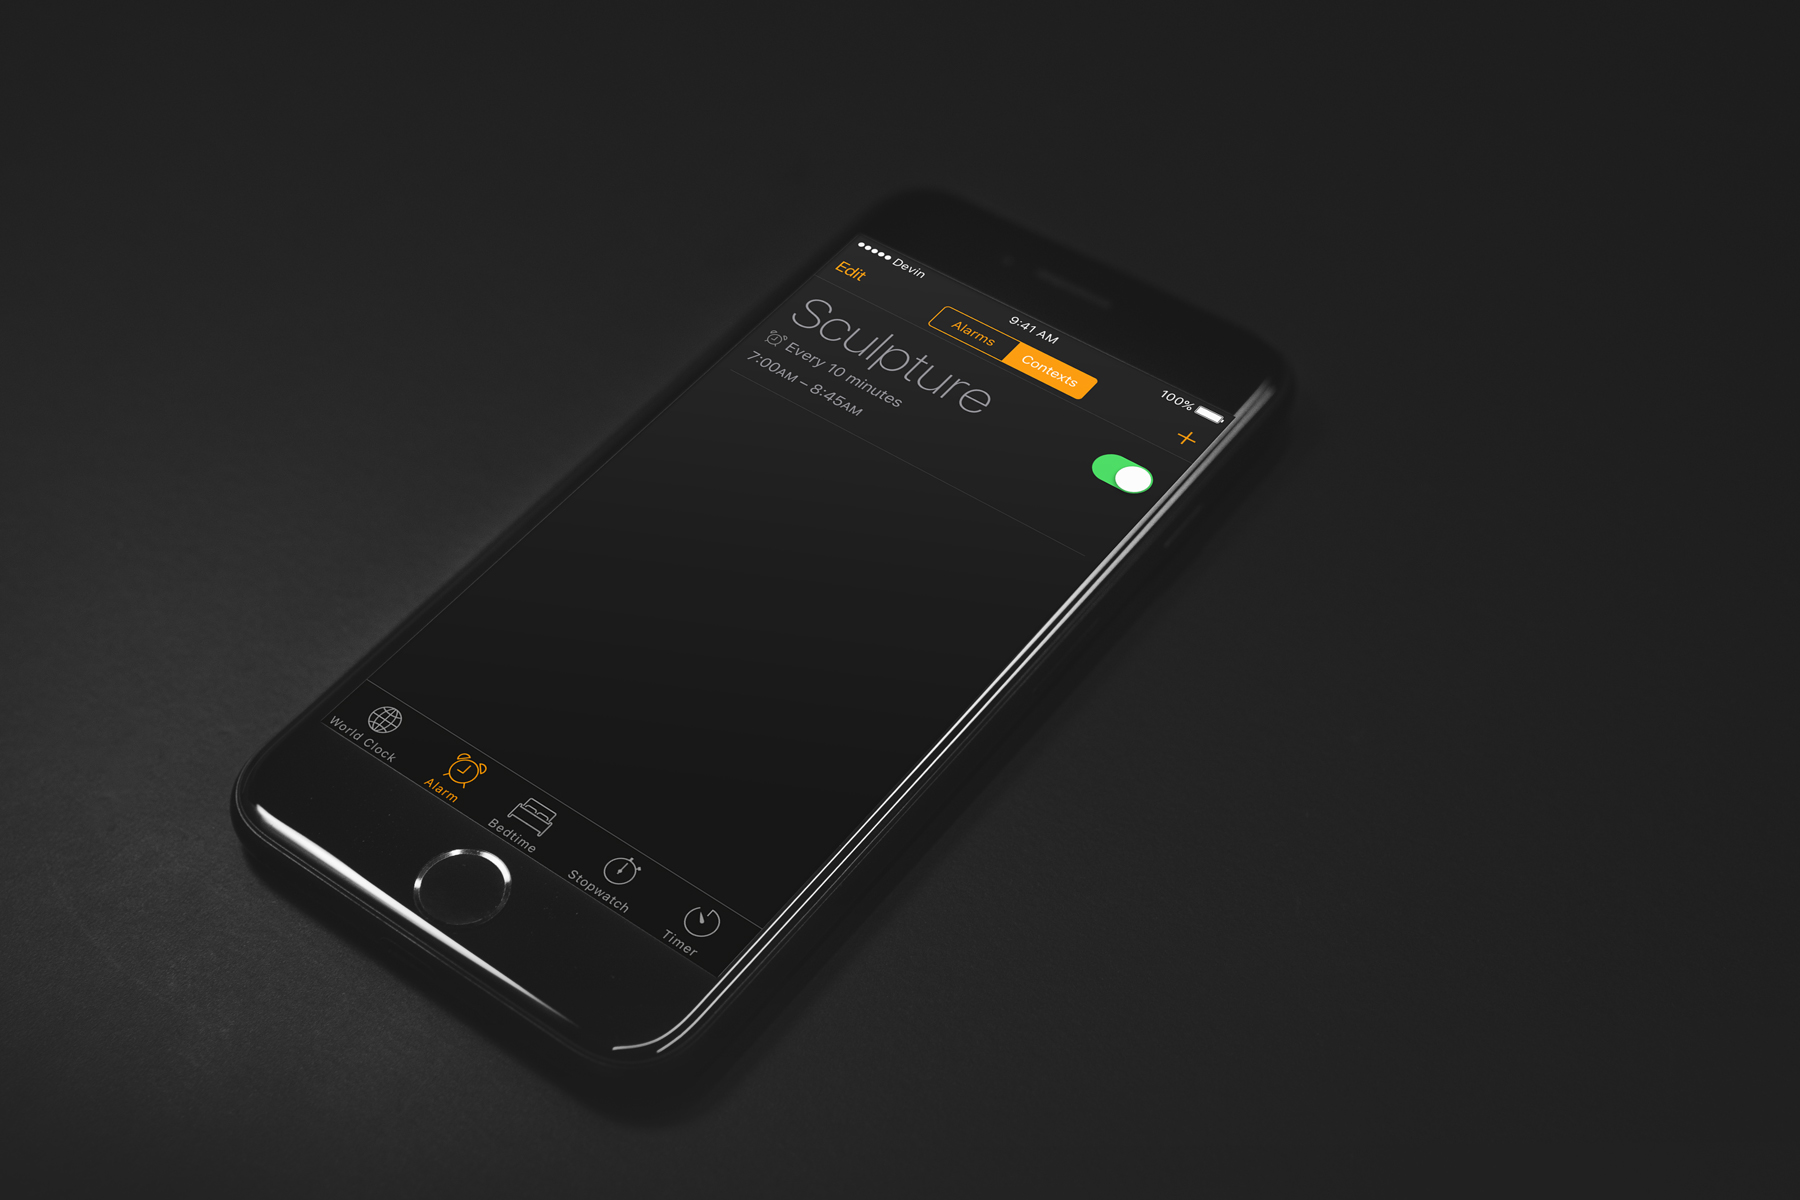 Devin
9:41 AM
100%
Edit
Alarms
Contexts
+
Sculpture
Every 10 minutes
7:00AM – 8:45AM
World Clock
Alarm
Bedtime
Stopwatch
Timer